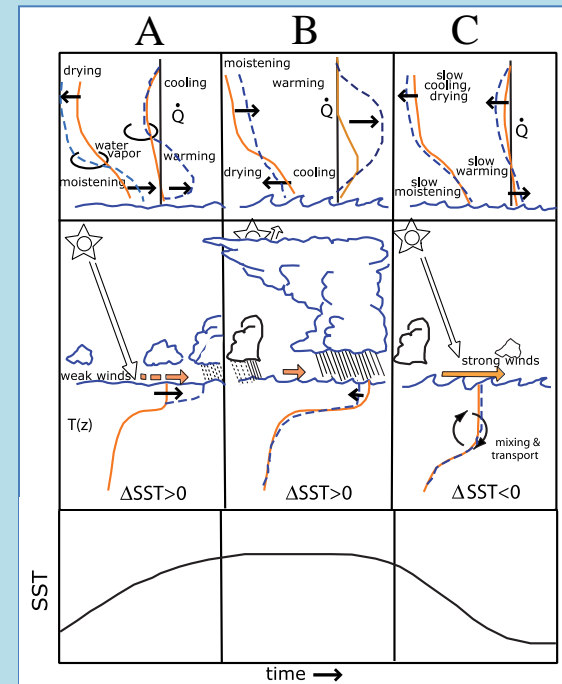 A
B
C
drying
cooling
Q̇
water
vapor
warming
moistening
moistening
warming
Q̇
drying
cooling
slow
cooling,
drying
Q̇
slow
warming
slow
moistening
weak winds
T(z)
ΔSST>0
ΔSST>0
strong winds
mixing &
transport
ΔSST<0
SST
time